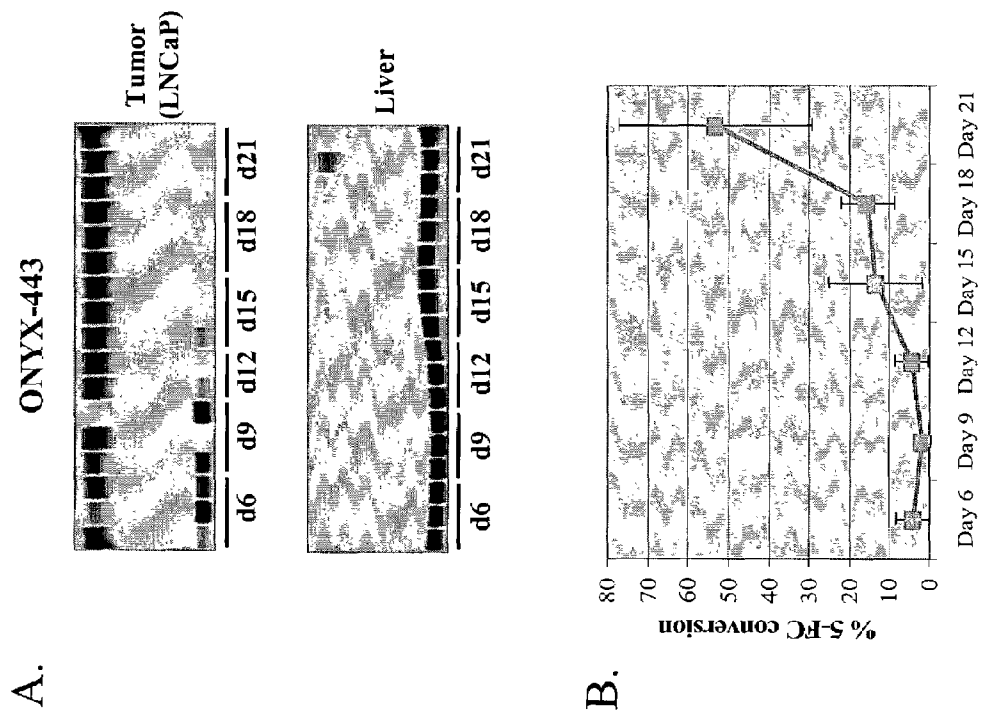 A.
ONYX-443
Tumor
(LNCaP)
d6 d9 d12 d15 d18 d21
Liver
d6 d9 d12 d15 d18 d21
B.
% 5-FC conversion
80
70
60
50
40
30
20
10
0
Day 6 Day 9 Day 12 Day 15 Day 18 Day 21